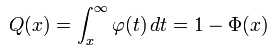 Q(x) = ∫_x^∞ φ(t) dt = 1 − Φ(x)